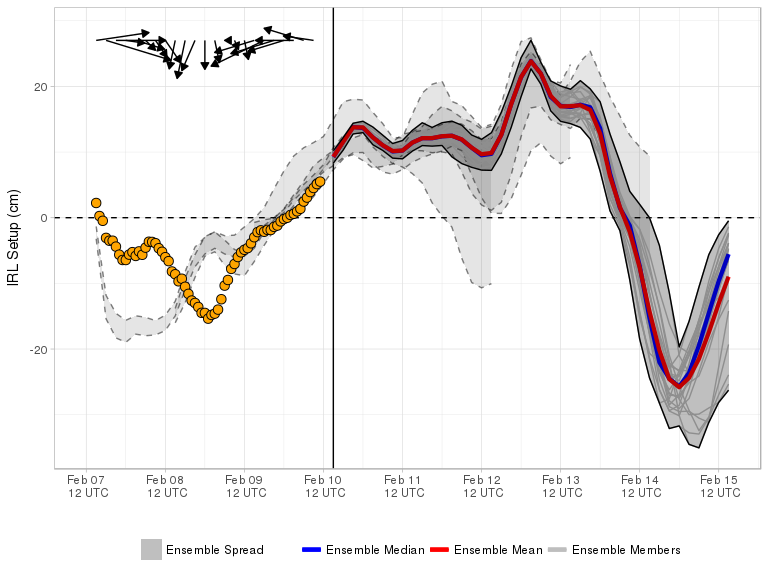 IRL Setup (cm)
20
0
-20
Feb 07 Feb 08 Feb 09 Feb 10 Feb 11 Feb 12 Feb 13 Feb 14 Feb 15
12 UTC 12 UTC 12 UTC 12 UTC 12 UTC 12 UTC 12 UTC 12 UTC 12 UTC
Ensemble Spread Ensemble Median Ensemble Mean Ensemble Members